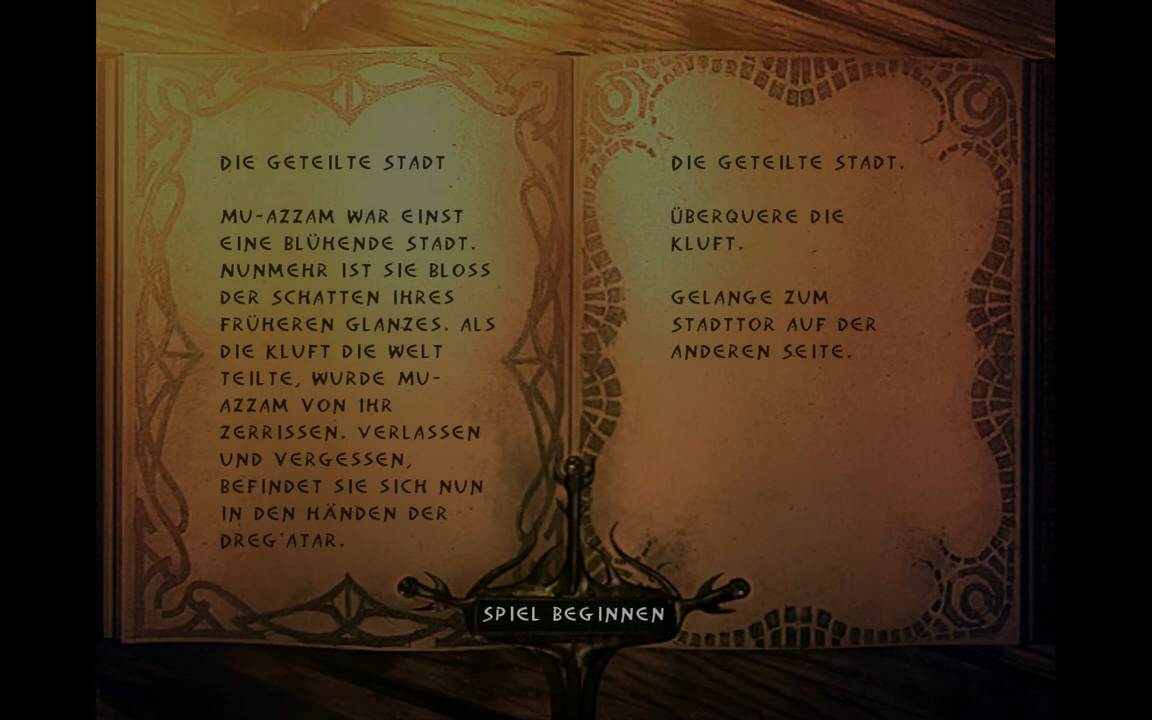 DIE GETEILTE STADT
MU-AZZAM WAR EINST
EINE BLÜHENDE STADT.
NUNMEHR IST SIE BLOSS
DER SCHATTEN IHRES
FRÜHEREN GLANZES. ALS
DIE KLUFT DIE WELT
TEILTE, WURDE MU-
AZZAM VON IHR
ZERRISSEN. VERLASSEN
UND VERGESSEN,
BEFINDET SIE SICH NUN
IN DEN HÄNDEN DER
DREG'ATAR.
DIE GETEILTE STADT.
ÜBERQUERE DIE
KLUFT.
GELANGE ZUM
STADTTOR AUF DER
ANDEREN SEITE.
SPIEL BEGINNEN